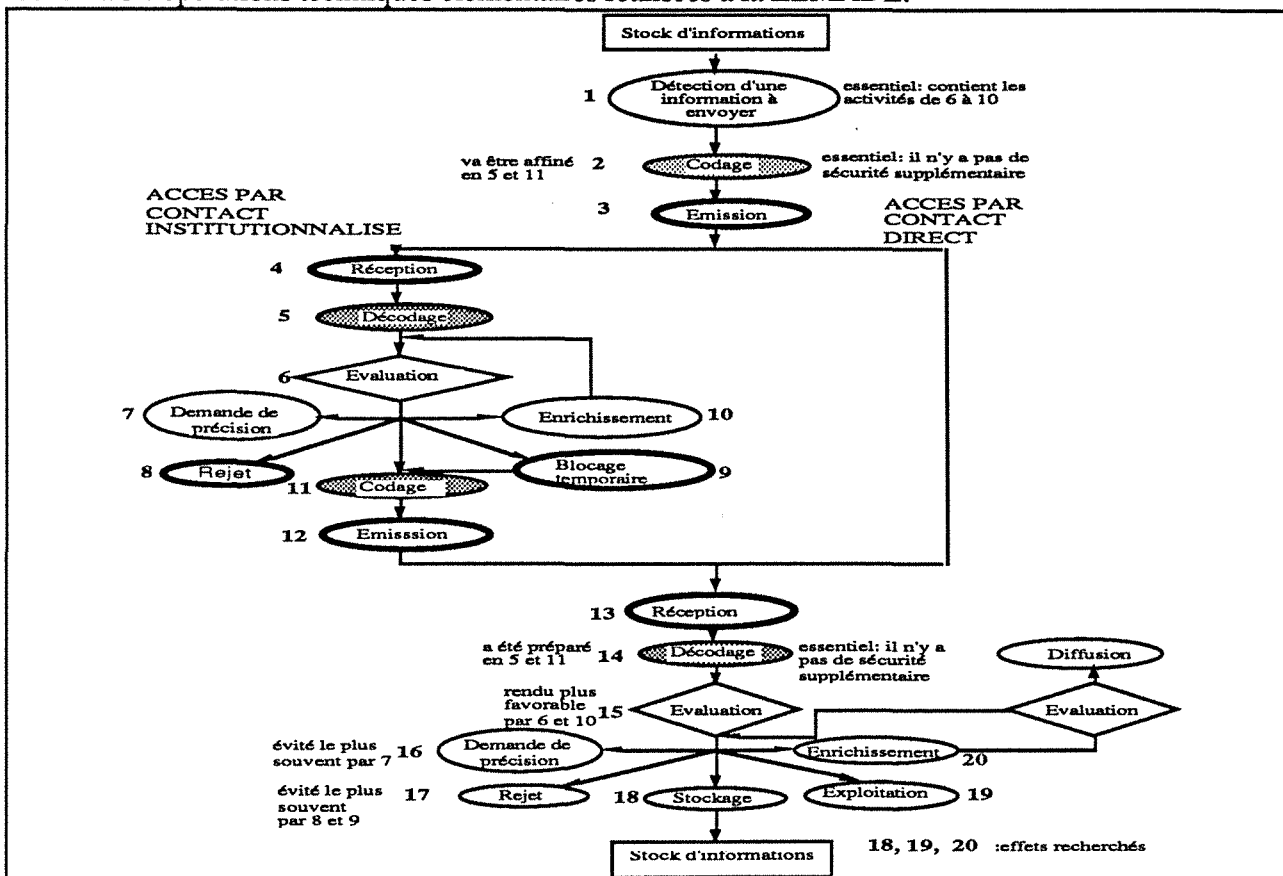 Stock d'informations
1
Détection d'une
information à
envoyer
essentiel: contient les
activités de 6 à 10
va être affiné
en 5 et 11
2
Codage
essentiel: il n'y a pas de
sécurité supplémentaire
ACCES PAR
CONTACT
INSTITUTIONNALISE
3
Emission
ACCES PAR
CONTACT
DIRECT
4
Réception
5
Décodage
6
Evaluation
7
Demande de
précision
Enrichissement
10
8
Rejet
Blocage
temporaire
9
11
Codage
12
Emisssion
13
Réception
a été préparé
en 5 et 11
14
Décodage
essentiel: il n'y a
pas de sécurité
supplémentaire
Diffusion
rendu plus
favorable
par 6 et 10
15
Evaluation
Evaluation
évité le plus
souvent par 7
16
Demande de
précision
Enrichissement
20
évité le plus
souvent
par 8 et 9
17
Rejet
18
Stockage
Exploitation
19
Stock d'informations
18, 19, 20 :effets recherchés